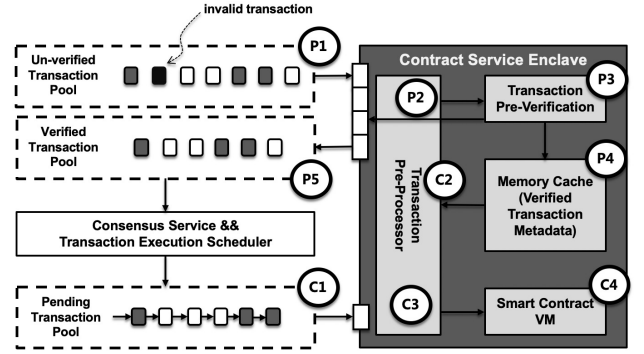 invalid transaction
P1
Un-verified
Transaction
Pool
Contract Service Enclave
P2
Transaction
Pre-Verification
P3
Verified
Transaction
Pool
P5
Transaction
Pre-Processor
C2
Memory Cache
(Verified
Transaction
Metadata)
P4
Consensus Service &&
Transaction Execution Scheduler
C1
Pending
Transaction
Pool
C3
Smart Contract
VM
C4